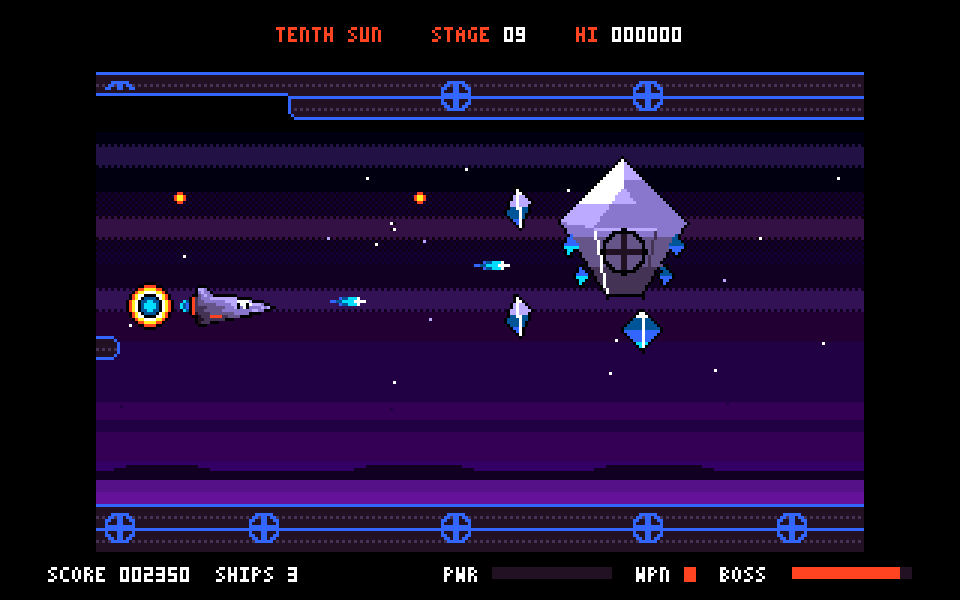 TENTH SUN STAGE 09 HI 000000
SCORE 002350 SHIPS 3 PWR WPN BOSS